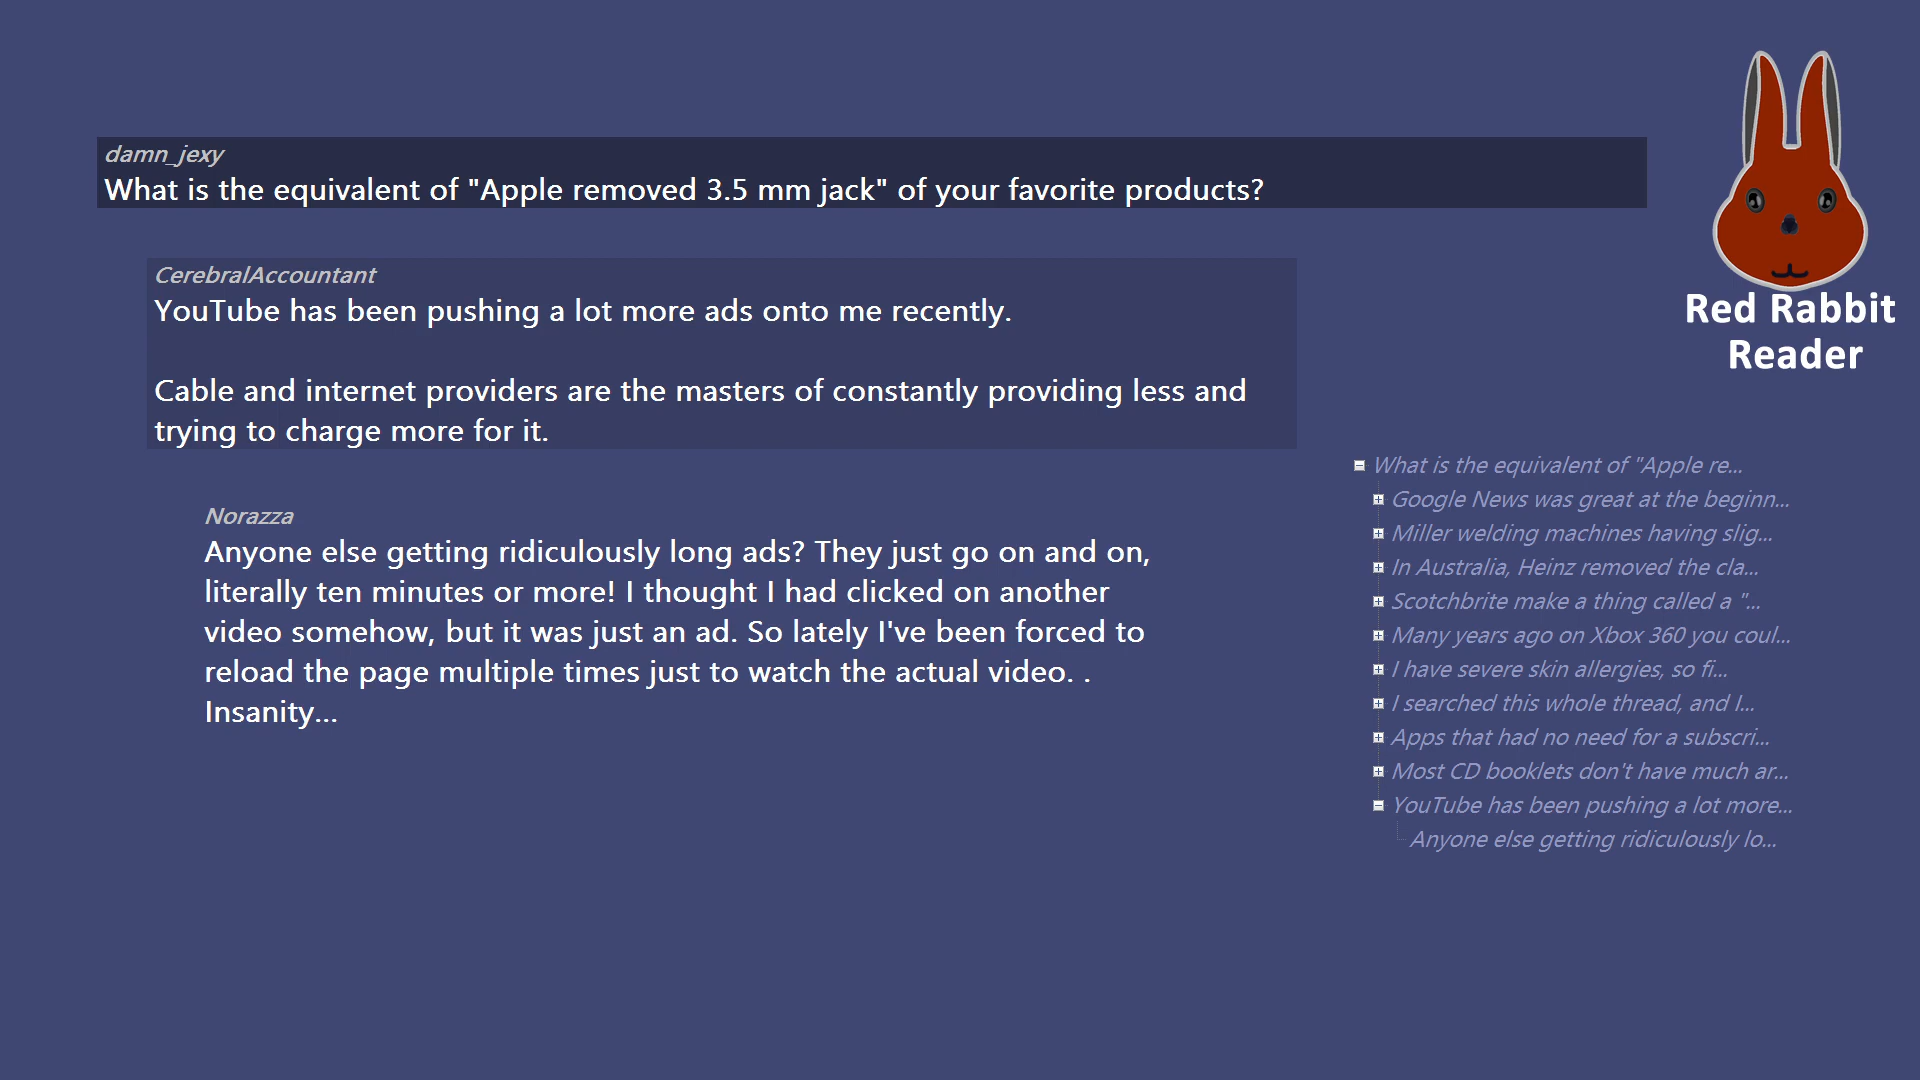 damn_jexy
What is the equivalent of "Apple removed 3.5 mm jack" of your favorite products?
CerebralAccountant
YouTube has been pushing a lot more ads onto me recently.
Cable and internet providers are the masters of constantly providing less and
trying to charge more for it.
Norazza
Anyone else getting ridiculously long ads? They just go on and on,
literally ten minutes or more! I thought I had clicked on another
video somehow, but it was just an ad. So lately I've been forced to
reload the page multiple times just to watch the actual video. .
Insanity...
Red Rabbit
Reader
What is the equivalent of "Apple re...
Google News was great at the beginn...
Miller welding machines having slig...
In Australia, Heinz removed the cla...
Scotchbrite make a thing called a "...
Many years ago on Xbox 360 you coul...
I have severe skin allergies, so fi...
I searched this whole thread, and I...
Apps that had no need for a subscri...
Most CD booklets don't have much ar...
YouTube has been pushing a lot more...
Anyone else getting ridiculously lo...